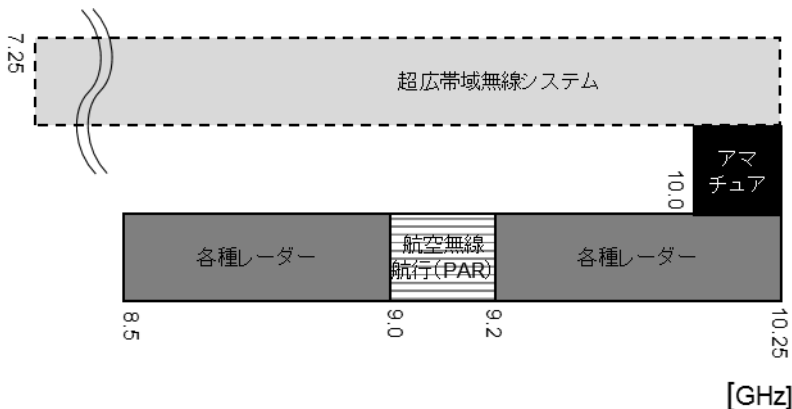 7.25
超広帯域無線システム
アマ
チュア
10.0
各種レーダー
航空無線
航行(PAR)
各種レーダー
8.5
9.0
9.2
10.25
[GHz]